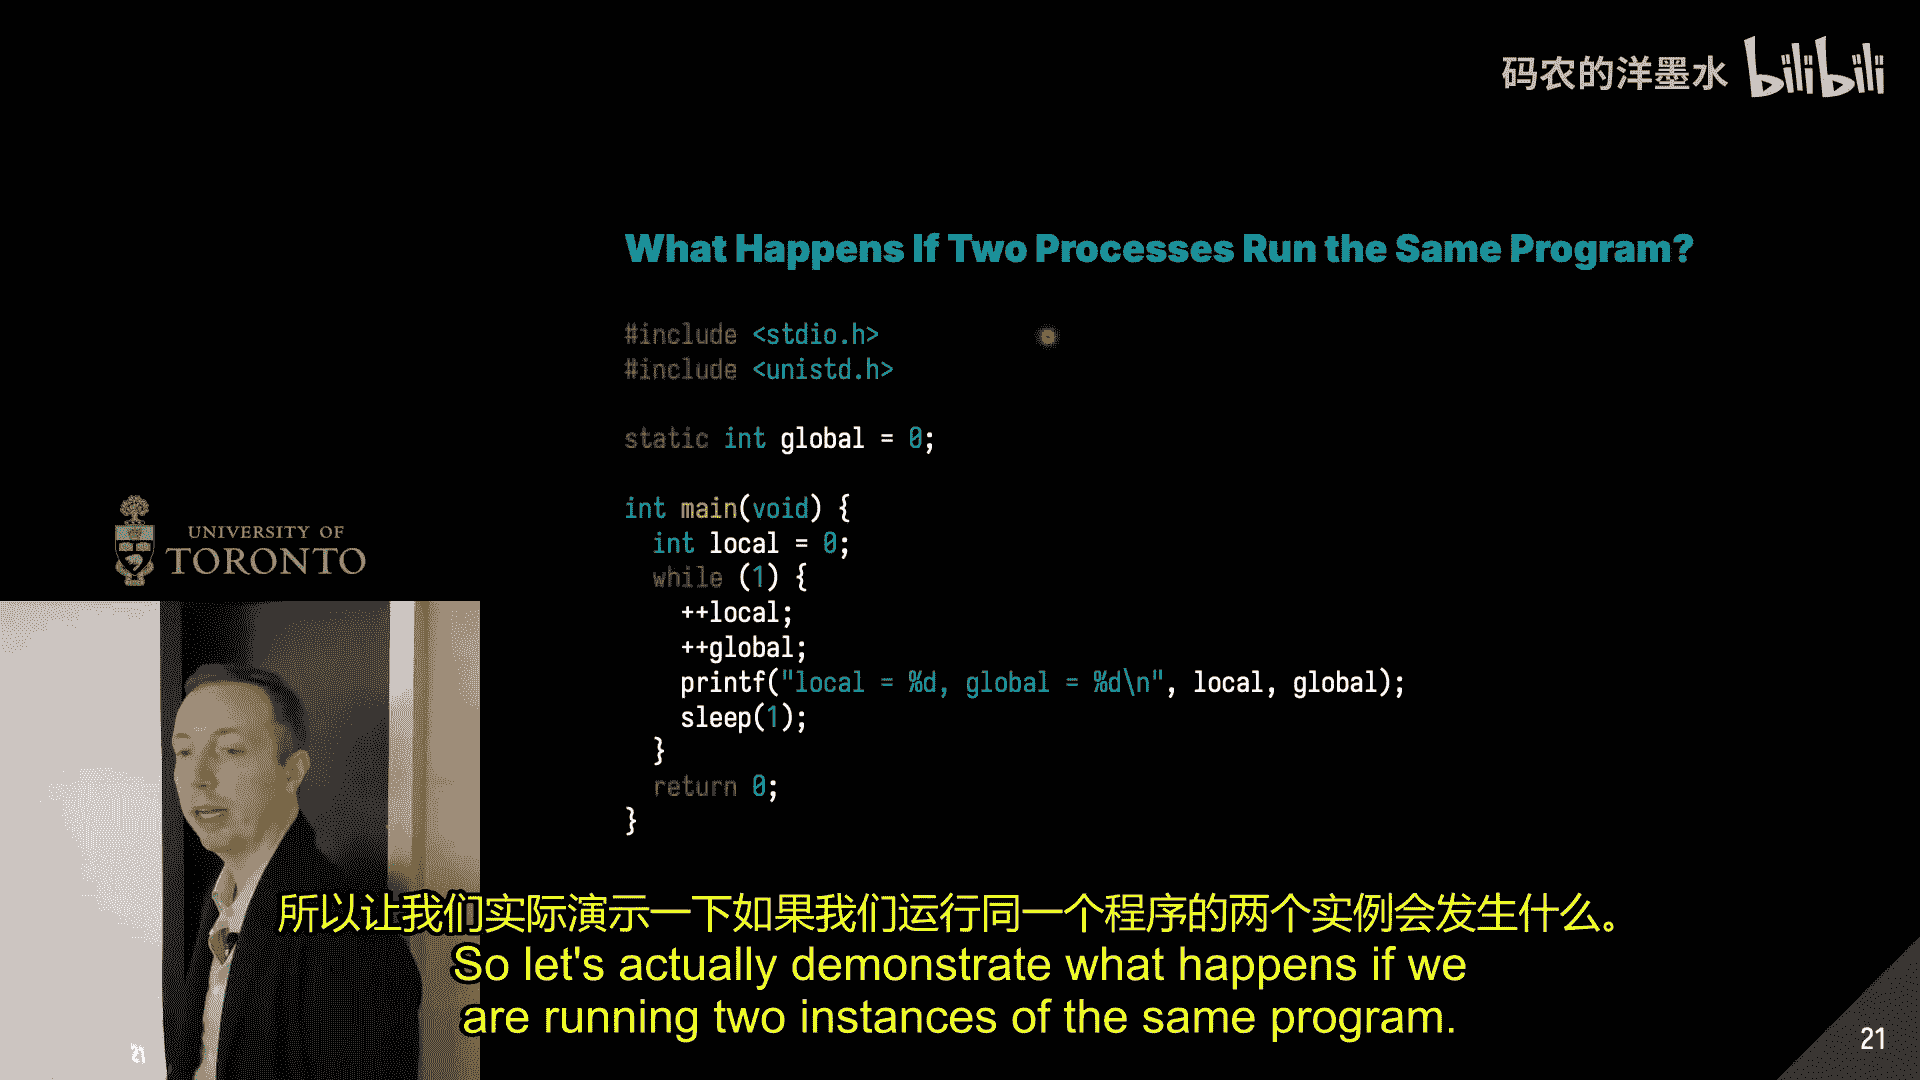 码农的洋墨水 bilibili
What Happens If Two Processes Run the Same Program?
#include <stdio.h>
#include <unistd.h>
static int global = 0;
int main(void) {
  int local = 0;
  while (1) {
    ++local;
    ++global;
    printf("local = %d, global = %d\n", local, global);
    sleep(1);
  }
  return 0;
}
UNIVERSITY OF
TORONTO
所以让我们实际演示一下如果我们运行同一个程序的两个实例会发生什么。
So let's actually demonstrate what happens if we
are running two instances of the same program.
21
21